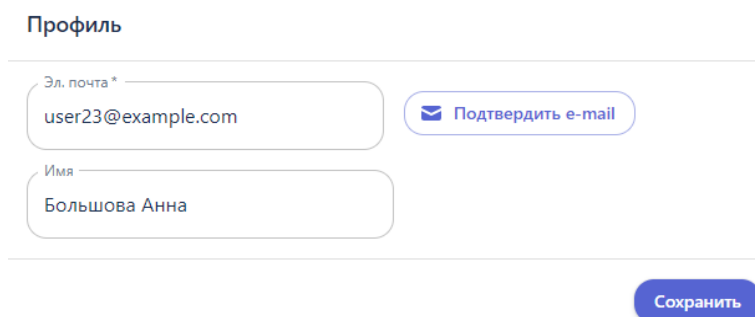 Профиль
Эл. почта *
user23@example.com
Подтвердить e-mail
Имя
Большова Анна
Сохранить